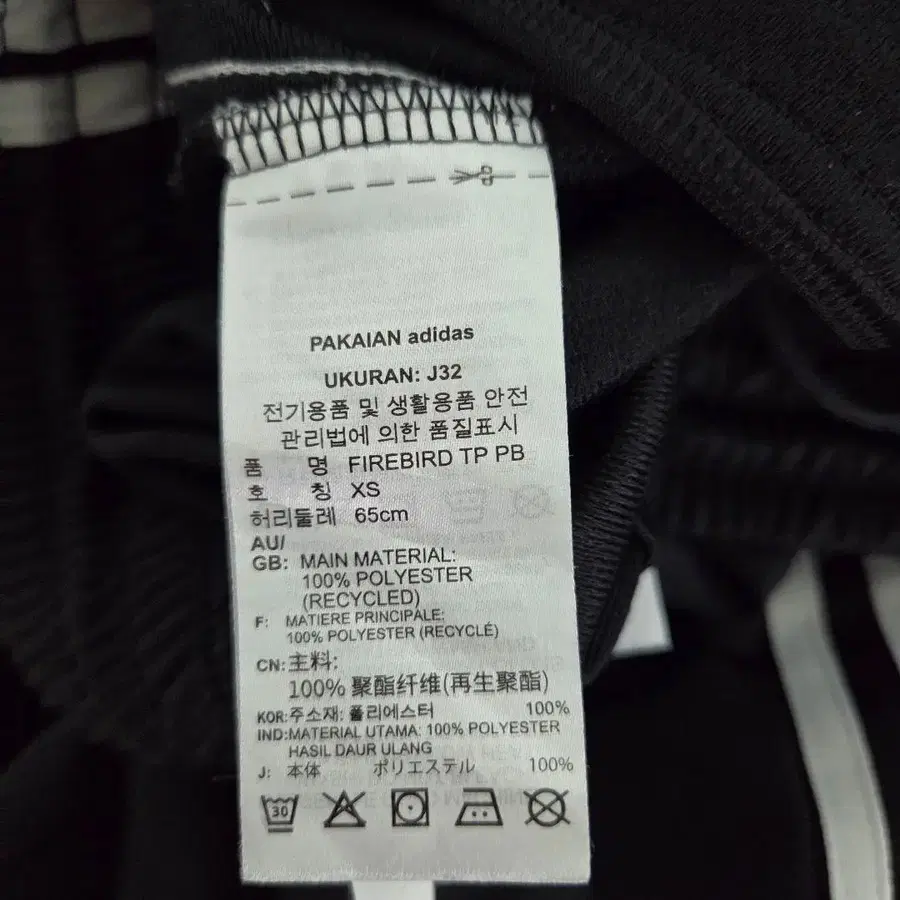 PAKAIAN adidas
UKURAN: J32
전기용품 및 생활용품 안전
관리법에 의한 품질표시
품 명 FIREBIRD TP PB
호 칭 XS
허리둘레 65cm
AU/
GB: MAIN MATERIAL:
100% POLYESTER
(RECYCLED)
F: MATIERE PRINCIPALE:
100% POLYESTER (RECYCLÉ)
CN: 主料:
100% 聚酯纤维(再生聚酯)
KOR:주소재: 폴리에스터 100%
IND:MATERIAL UTAMA: 100% POLYESTER
HASIL DAUR ULANG
J: 本体 ポリエステル 100%
30